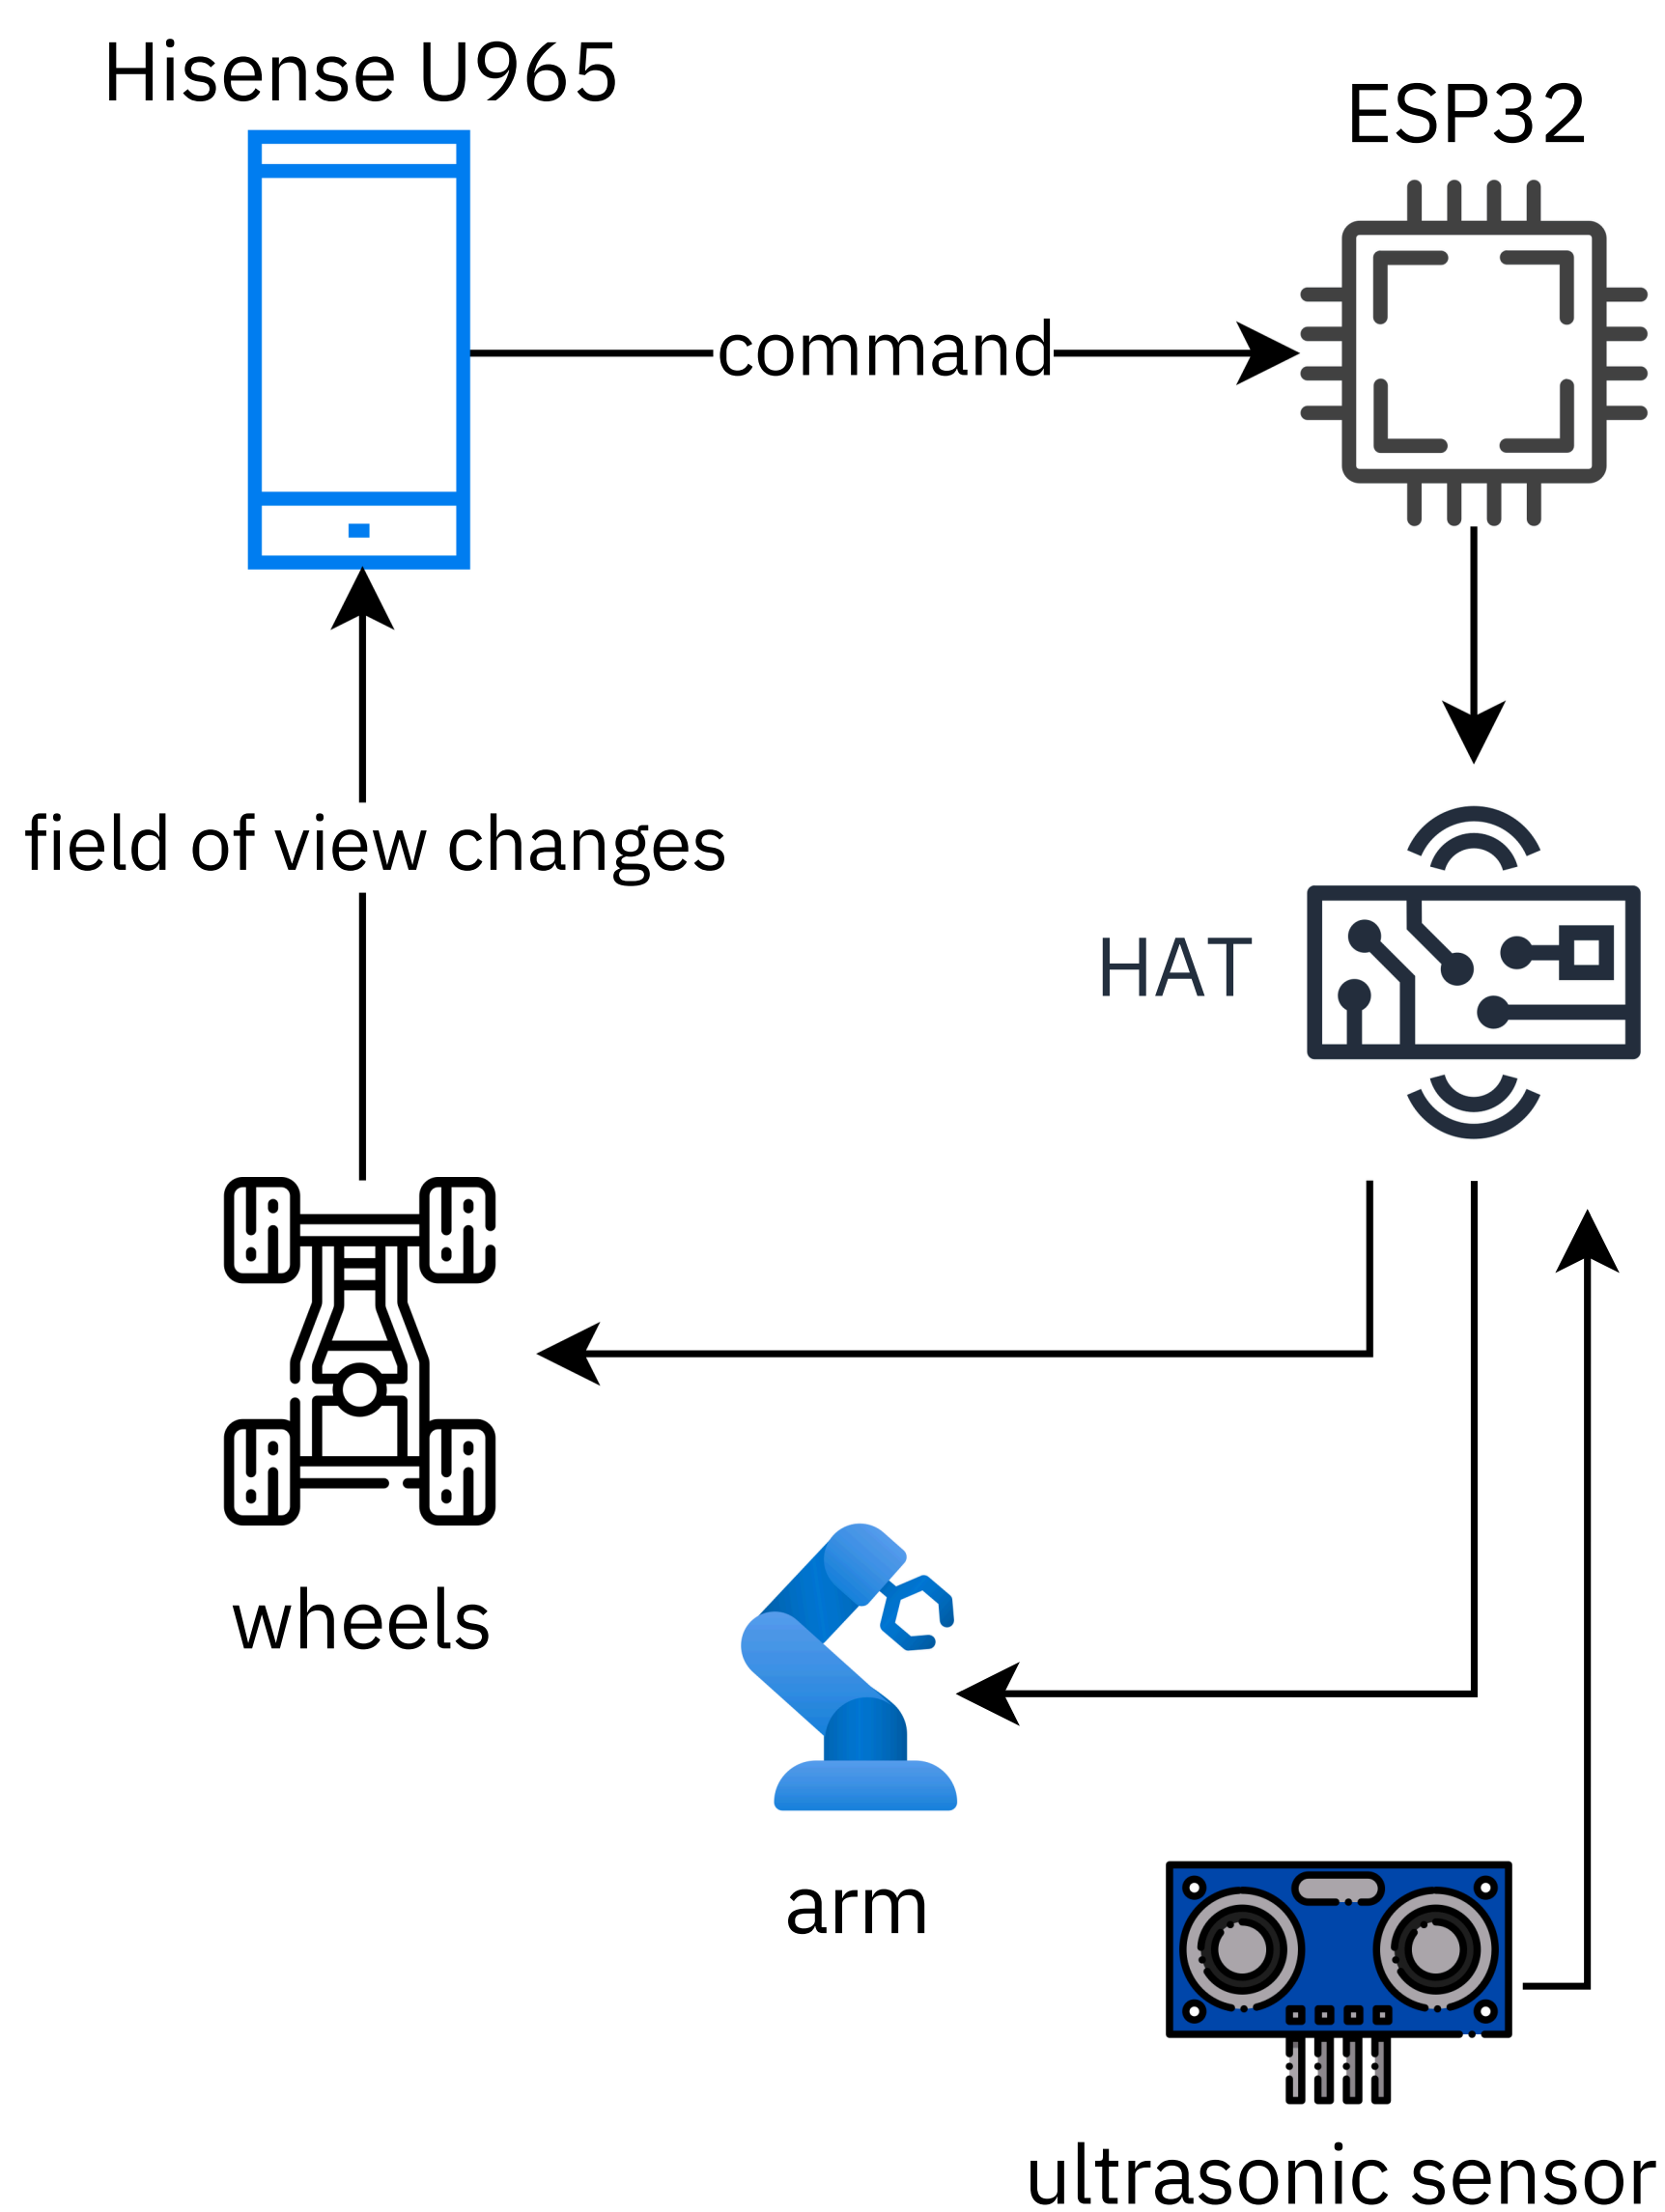 Hisense U965
ESP32
command
field of view changes
HAT
wheels
arm
ultrasonic sensor